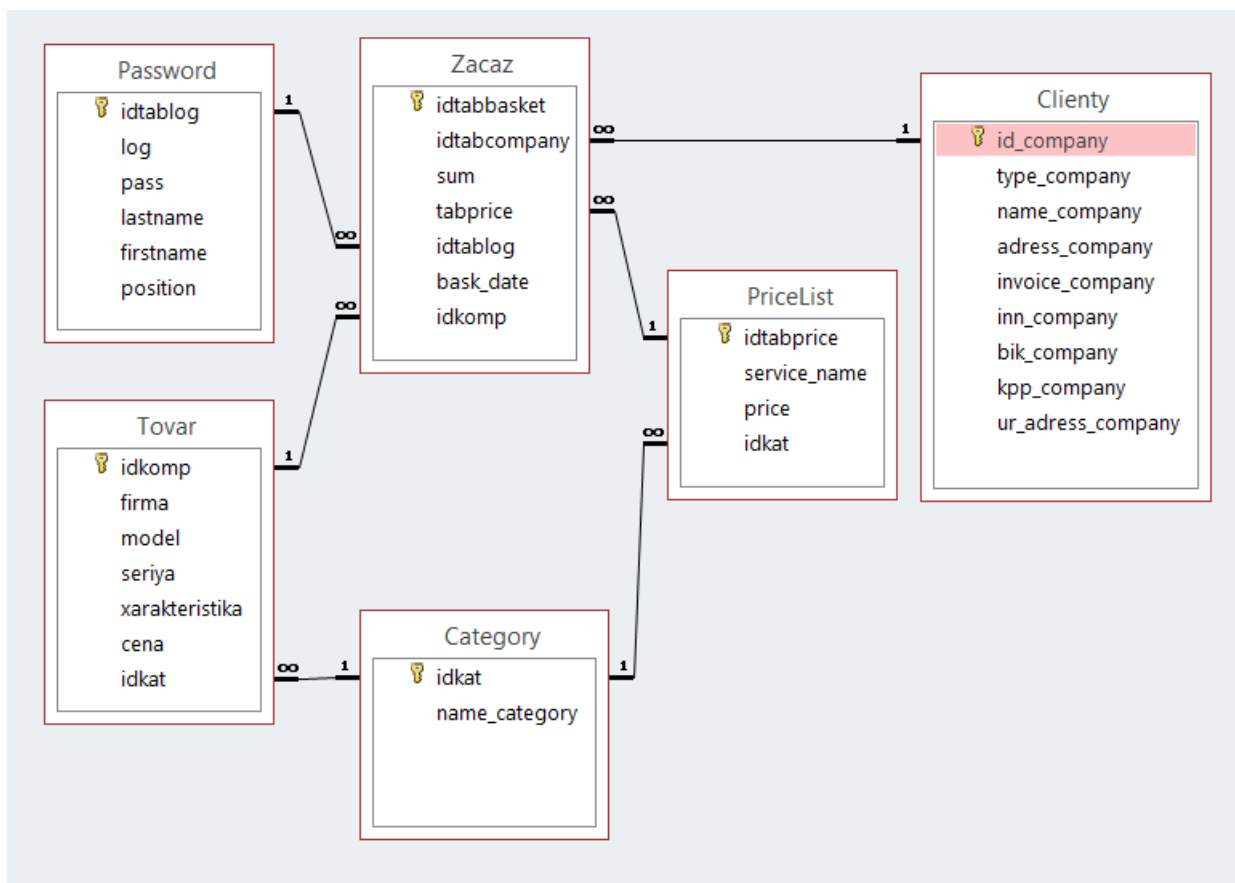 Password
idtablog
log
pass
lastname
firstname
position
Zacaz
idtabbasket
idtabcompany
sum
tabprice
idtablog
bask_date
idkomp
Clienty
id_company
type_company
name_company
adress_company
invoice_company
inn_company
bik_company
kpp_company
ur_adress_company
PriceList
idtabprice
service_name
price
idkat
Tovar
idkomp
firma
model
seriya
xarakteristika
cena
idkat
Category
idkat
name_category
1
∞
∞
1
∞
1
∞
1
∞
1
∞
1